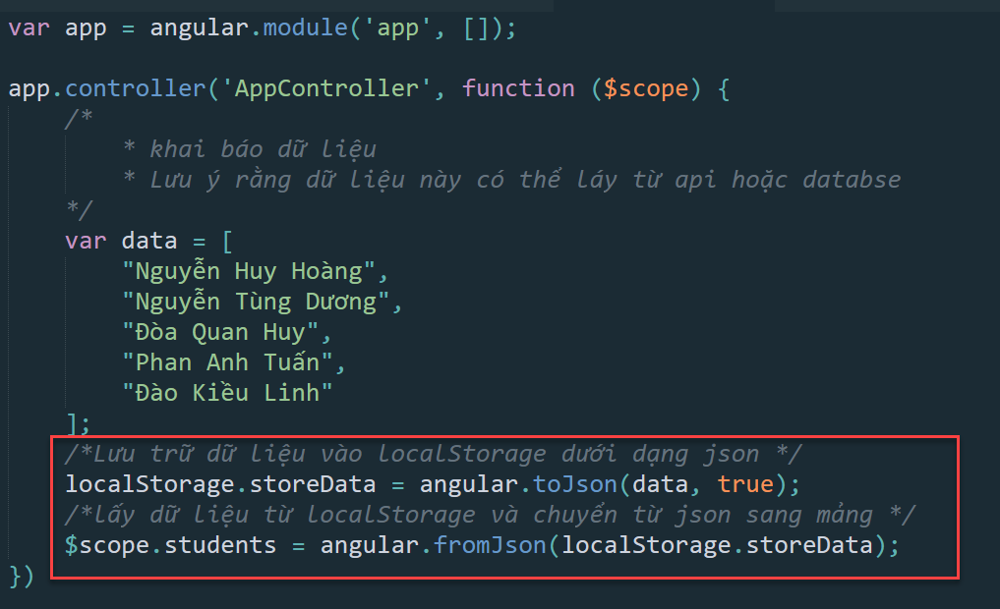 var app = angular.module('app', []);
app.controller('AppController', function ($scope) {
/*
* khai báo dữ liệu
* Lưu ý rằng dữ liệu này có thể láy từ api hoặc databse
*/
var data = [
"Nguyễn Huy Hoàng",
"Nguyễn Tùng Dương",
"Đòa Quan Huy",
"Phan Anh Tuấn",
"Đào Kiều Linh"
];
/*Lưu trữ dữ liệu vào localStorage dưới dạng json */
localStorage.storeData = angular.toJson(data, true);
/*lấy dữ liệu từ localStorage và chuyển từ json sang mảng */
$scope.students = angular.fromJson(localStorage.storeData);
})